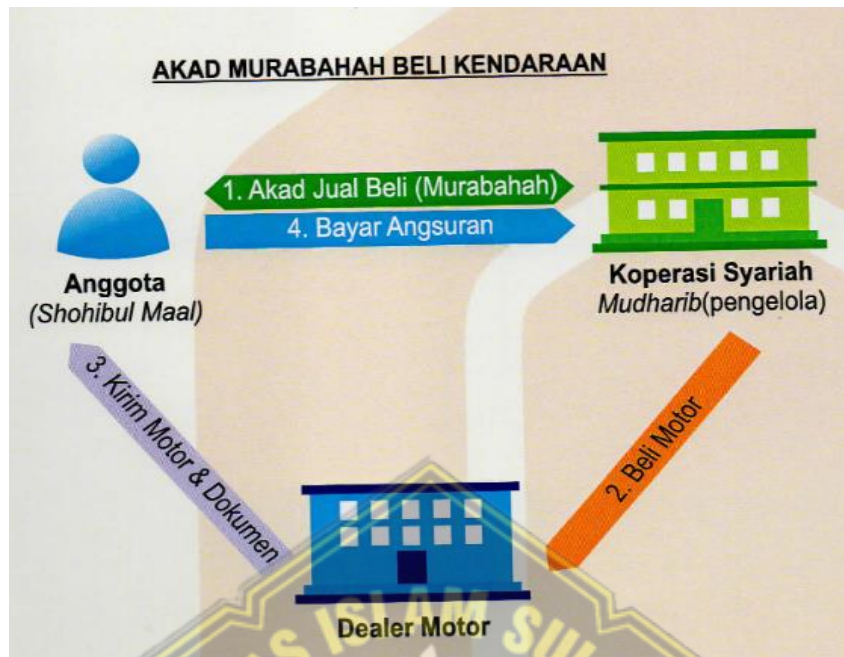 AKAD MURABAHAH BELI KENDARAAN
1. Akad Jual Beli (Murabahah)
4. Bayar Angsuran
Anggota
(Shohibul Maal)
Koperasi Syariah
Mudharib(pengelola)
3. Kirim Motor & Dokumen
2. Beli Motor
Dealer Motor
ISLAM